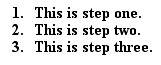 1. This is step one.
2. This is step two.
3. This is step three.